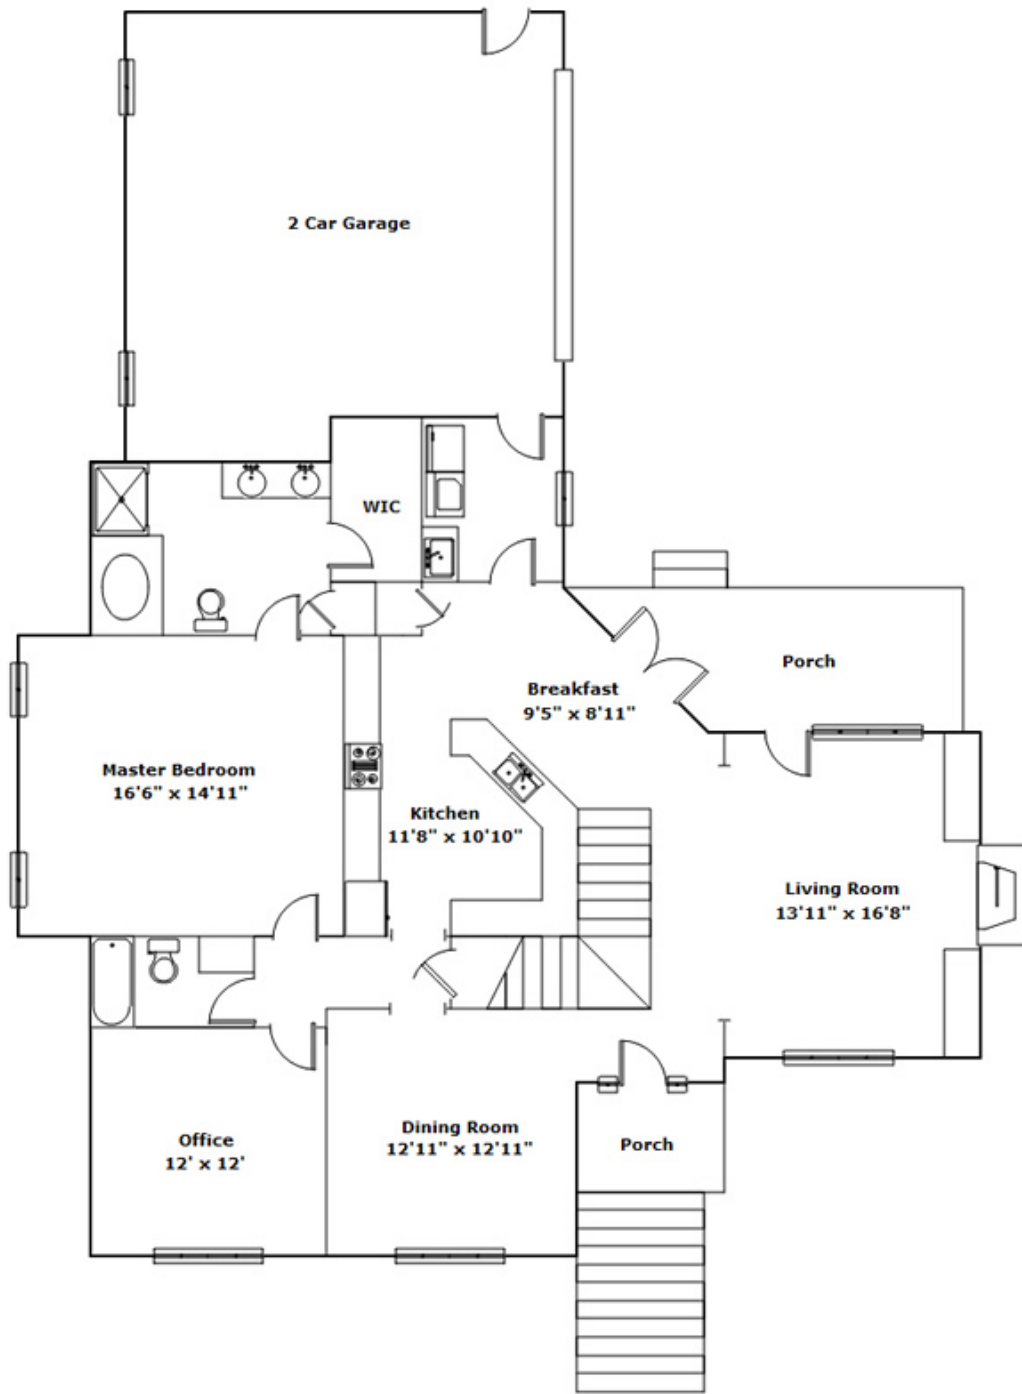 2 Car Garage
WIC
Porch
Breakfast
9'5" x 8'11"
Master Bedroom
16'6" x 14'11"
Kitchen
11'8" x 10'10"
Living Room
13'11" x 16'8"
Dining Room
12'11" x 12'11"
Office
12' x 12'
Porch